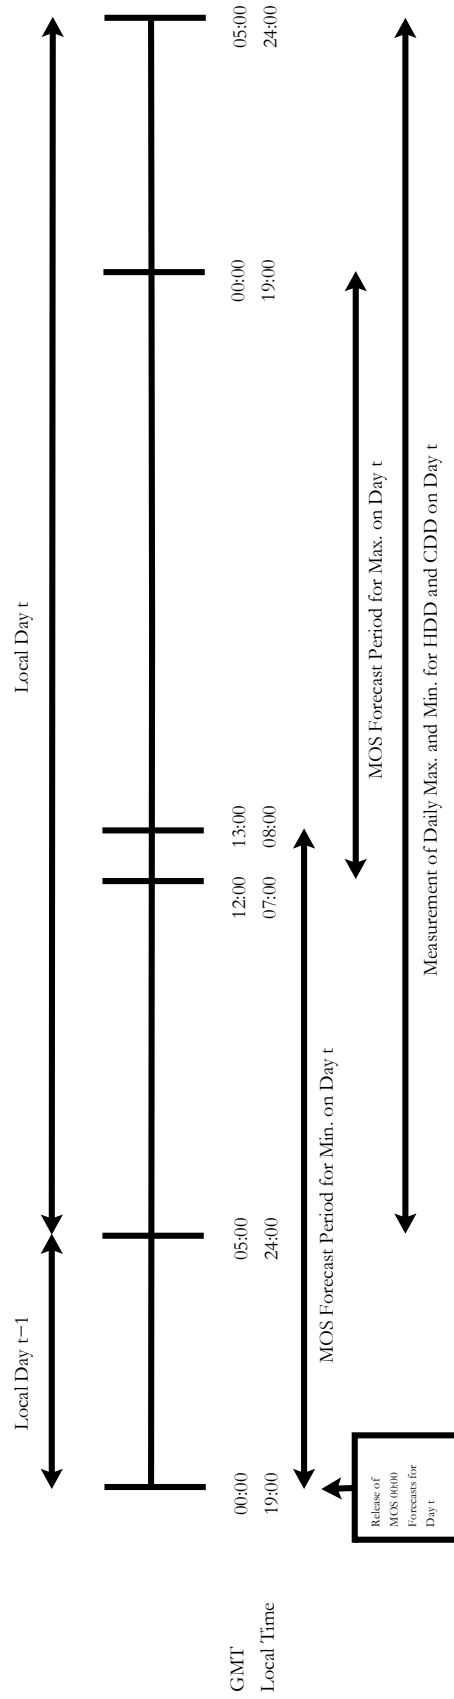 Local Day t−1
Local Day t
GMT
00:00
05:00
12:00
13:00
00:00
05:00
Local Time
19:00
24:00
07:00
08:00
19:00
24:00
MOS Forecast Period for Min. on Day t
MOS Forecast Period for Max. on Day t
Measurement of Daily Max. and Min. for HDD and CDD on Day t
Release of
MOS 00:00
Forecasts for
Day t